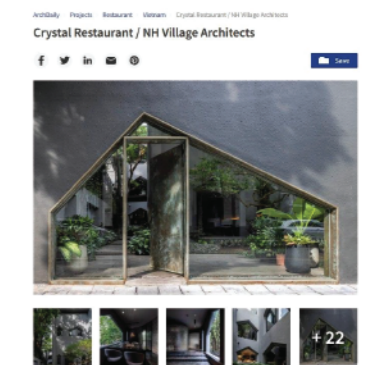 ArchDaily Projects Restaurant Vietnam Crystal Restaurant / NH Village Architects
Crystal Restaurant / NH Village Architects
Save
+ 22